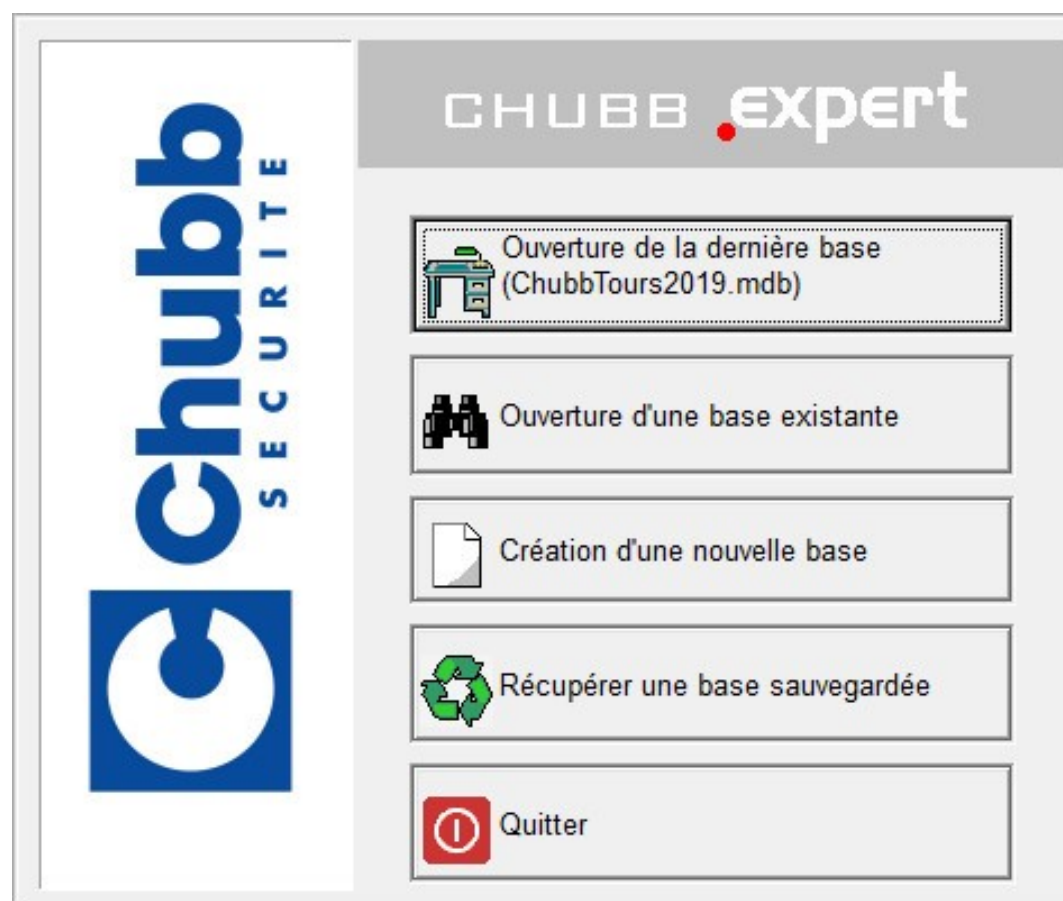 Chubb
SECURITE
CHUBB .expert
Ouverture de la dernière base
(ChubbTours2019.mdb)
Ouverture d'une base existante
Création d'une nouvelle base
Récupérer une base sauvegardée
Quitter